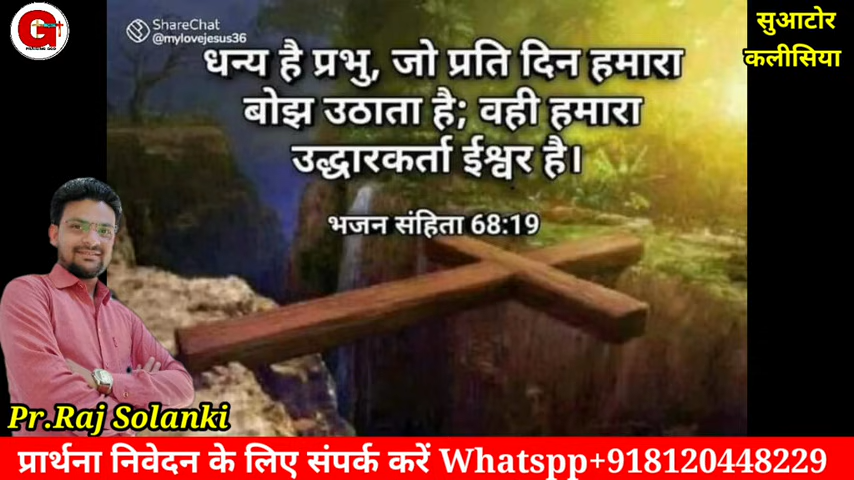 ShareChat
@mylovejesus36
सुआटोर
कलीसिया
धन्य है प्रभु, जो प्रति दिन हमारा
बोझ उठाता है; वही हमारा
उद्धारकर्ता ईश्वर है।
भजन संहिता 68:19
Pr.Raj Solanki
प्रार्थना निवेदन के लिए संपर्क करें Whatspp+918120448229